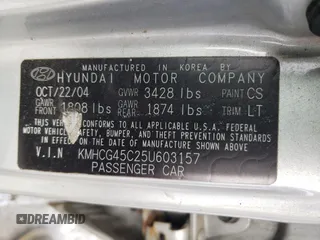 MANUFACTURED IN KOREA BY
HYUNDAI MOTOR COMPANY
OCT/22/04 GVWR 3428 lbs PAINT CS
GAWR FRONT 1808 lbs GAWR REAR 1874 lbs TRIM LT
THIS VEHICLE CONFORMS TO ALL APPLICABLE U.S.A. FEDERAL
MOTOR VEHICLE SAFETY, BUMPER, AND THEFT PREVENTION
STANDARDS IN EFFECT ON THE DATE OF MANUFACTURE
SHOWN ABOVE.
V.I.N KMHCG45C25U603157
PASSENGER CAR
DREAMBID